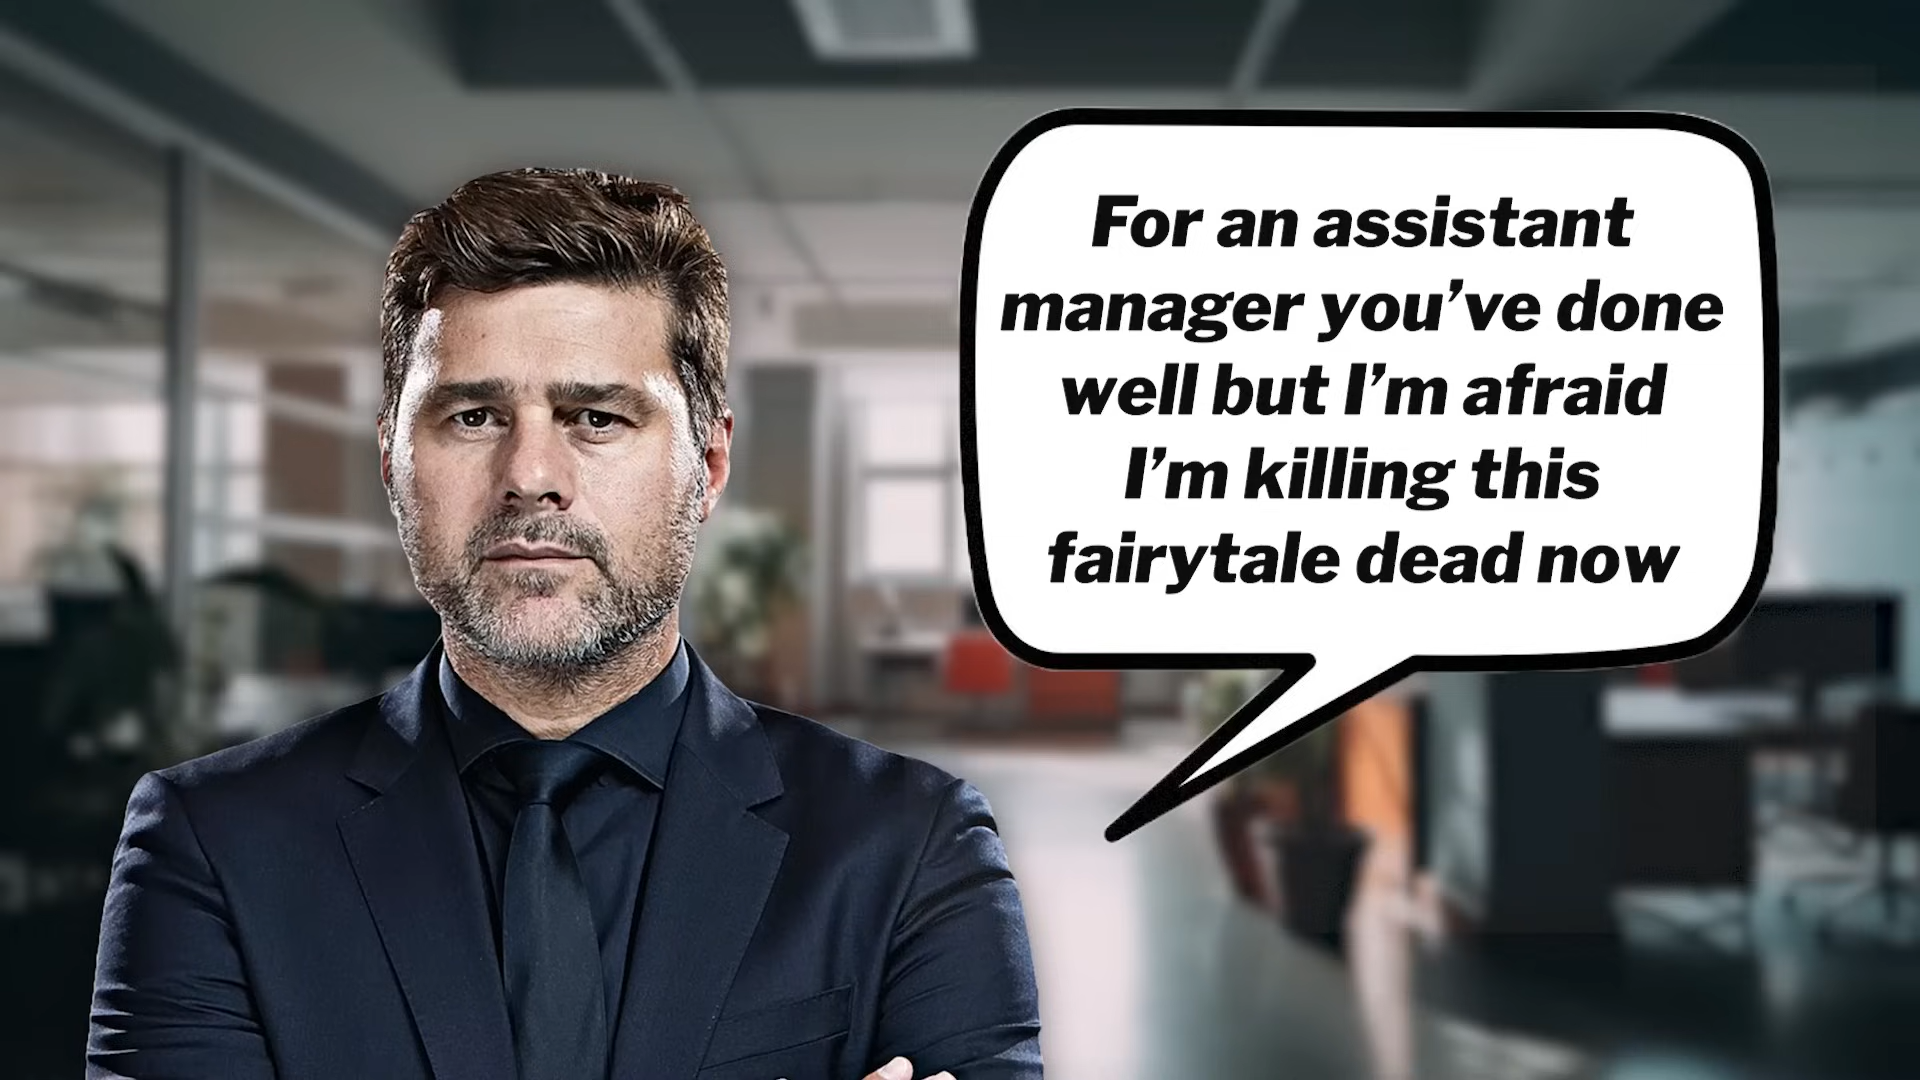 For an assistant
manager you’ve done
well but I’m afraid
I’m killing this
fairytale dead now